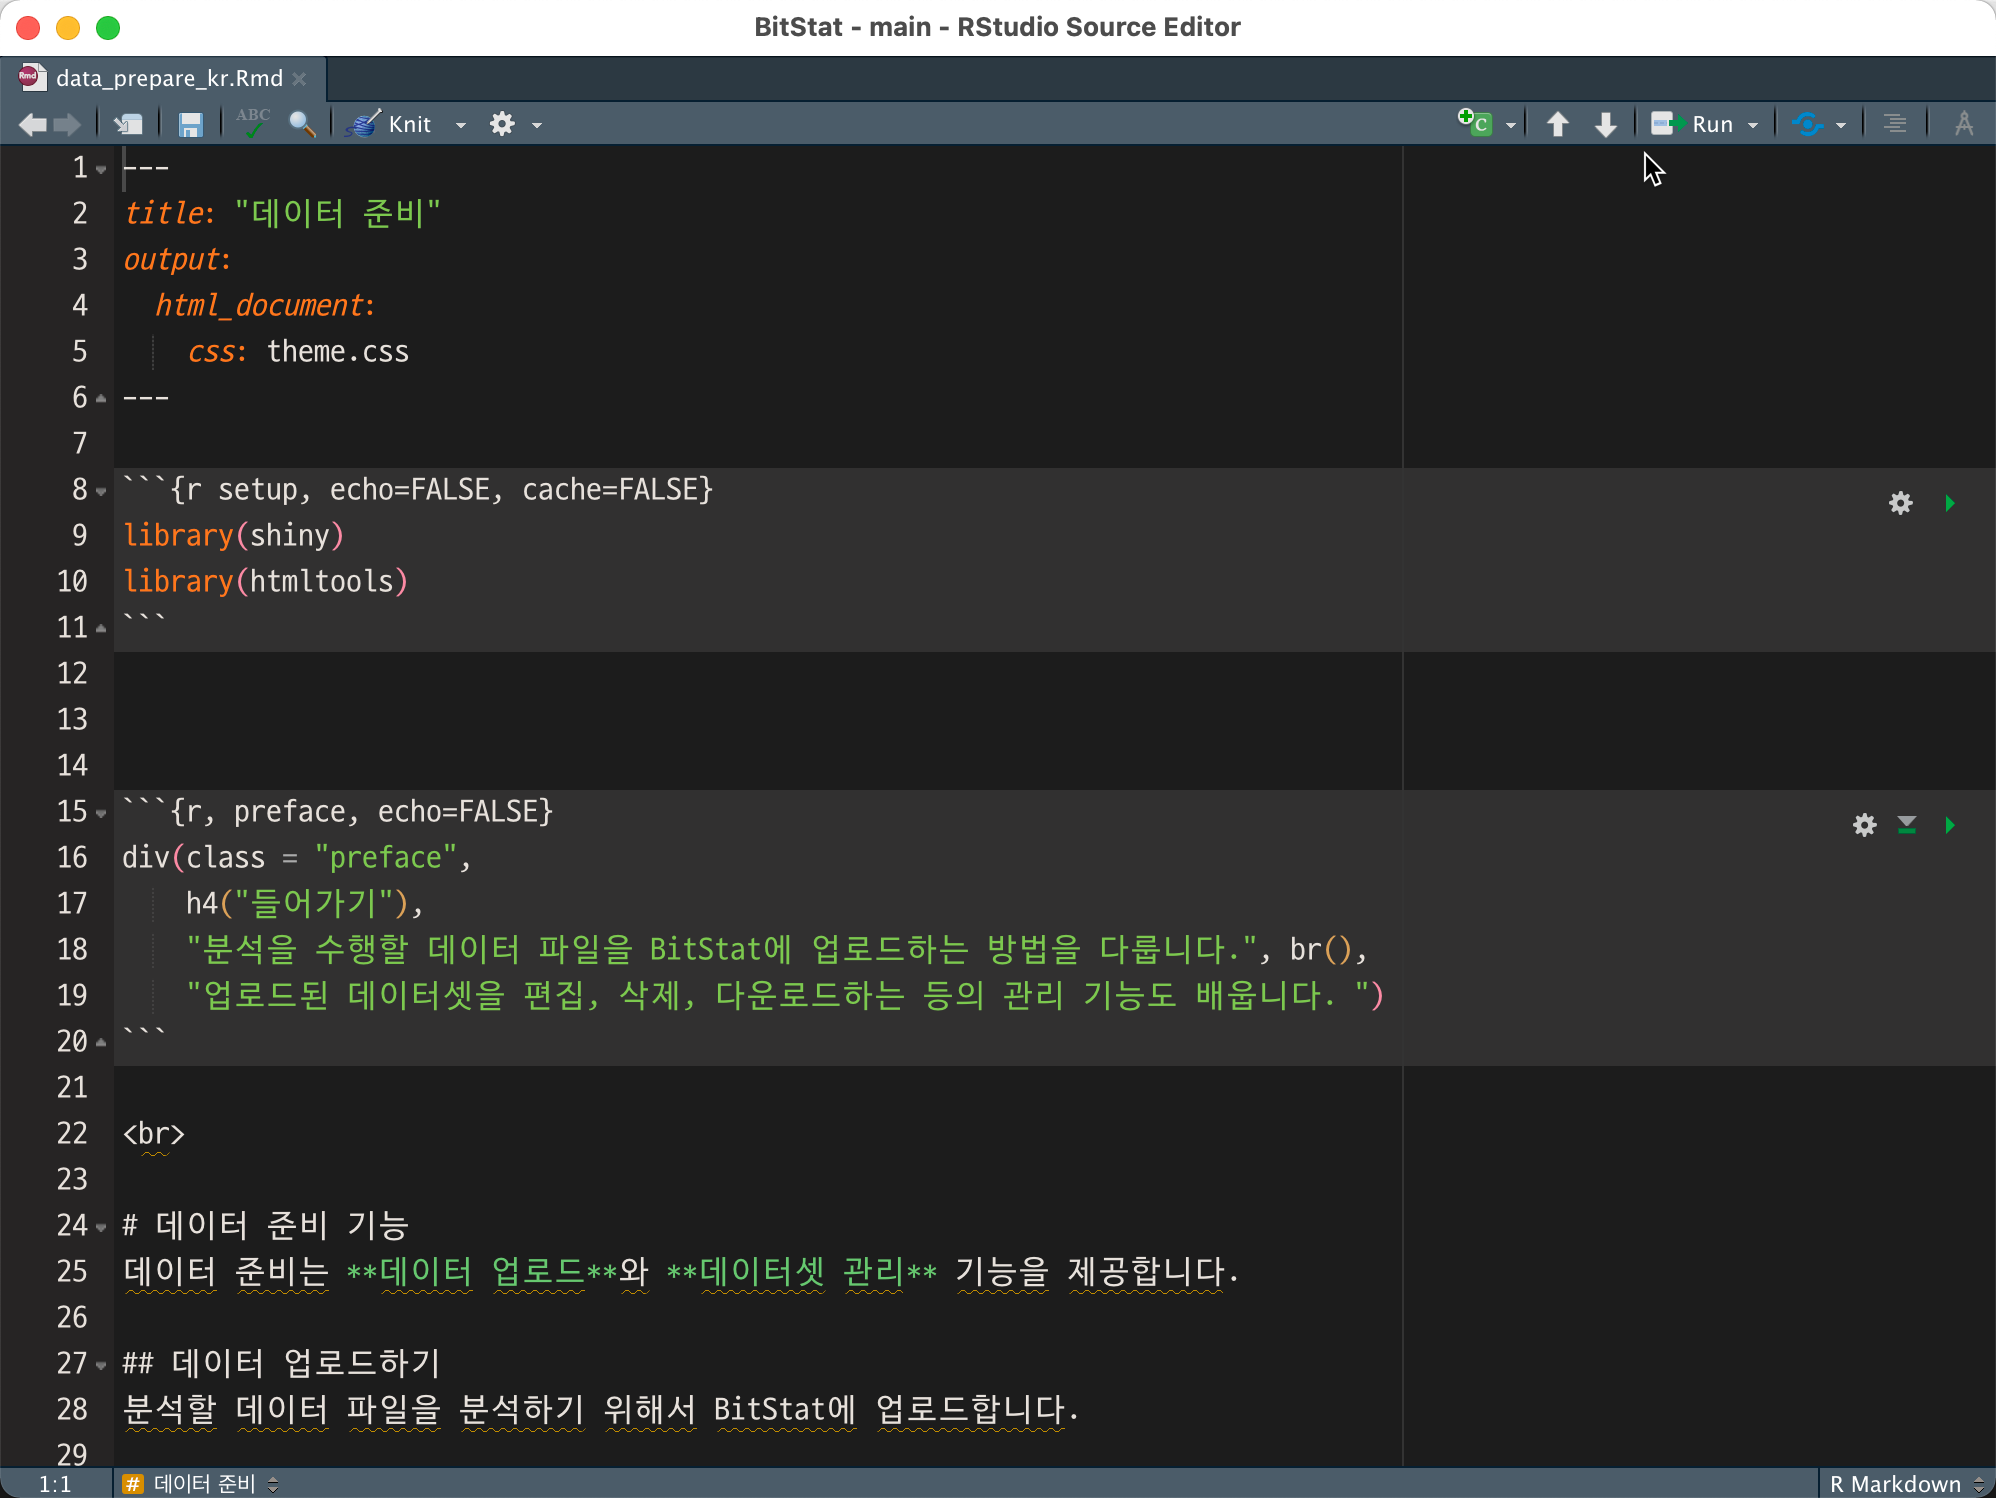 BitStat - main - RStudio Source Editor
Rmd data_prepare_kr.Rmd
ABC Knit C Run
1 ---
2 title: "데이터 준비"
3 output:
4 html_document:
5 css: theme.css
6 ---
7
8 ```{r setup, echo=FALSE, cache=FALSE}
9 library(shiny)
10 library(htmltools)
11 ```
12
13
14
15 ```{r, preface, echo=FALSE}
16 div(class = "preface",
17 h4("들어가기"),
18 "분석을 수행할 데이터 파일을 BitStat에 업로드하는 방법을 다룹니다.", br(),
19 "업로드된 데이터셋을 편집, 삭제, 다운로드하는 등의 관리 기능도 배웁니다. ")
20 ```
21
22 <br>
23
24 # 데이터 준비 기능
25 데이터 준비는 **데이터 업로드**와 **데이터셋 관리** 기능을 제공합니다.
26
27 ## 데이터 업로드하기
28 분석할 데이터 파일을 분석하기 위해서 BitStat에 업로드합니다.
29
1:1 # 데이터 준비 R Markdown